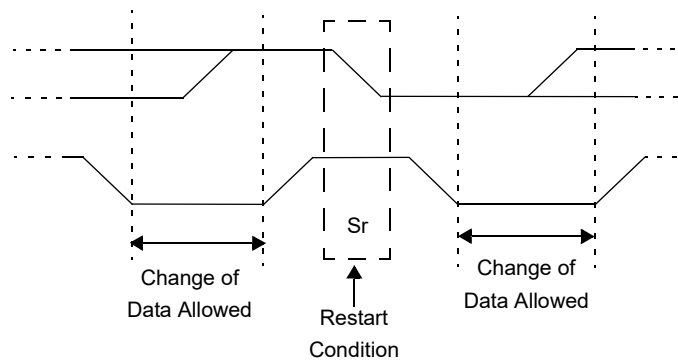 Sr
Change of
Data Allowed
Restart
Condition
Change of
Data Allowed